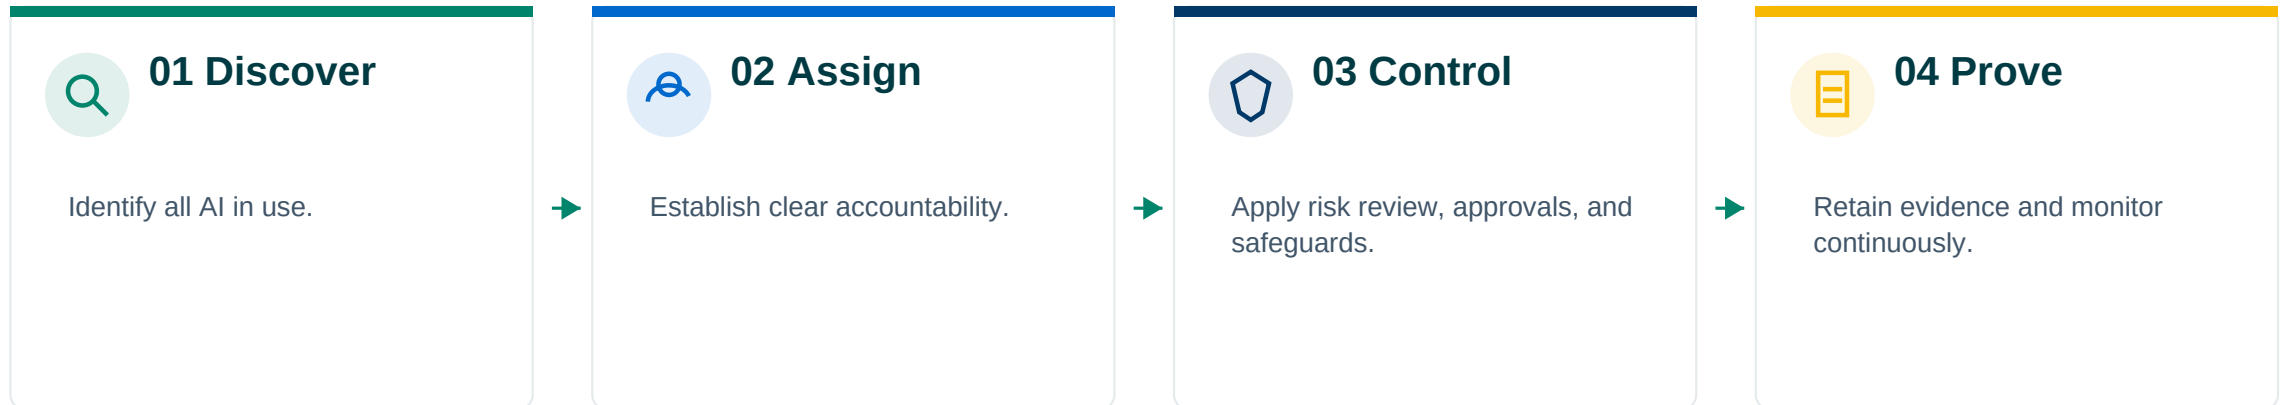 01 Discover
Identify all AI in use.
02 Assign
Establish clear accountability.
03 Control
Apply risk review, approvals, and
safeguards.
04 Prove
Retain evidence and monitor
continuously.